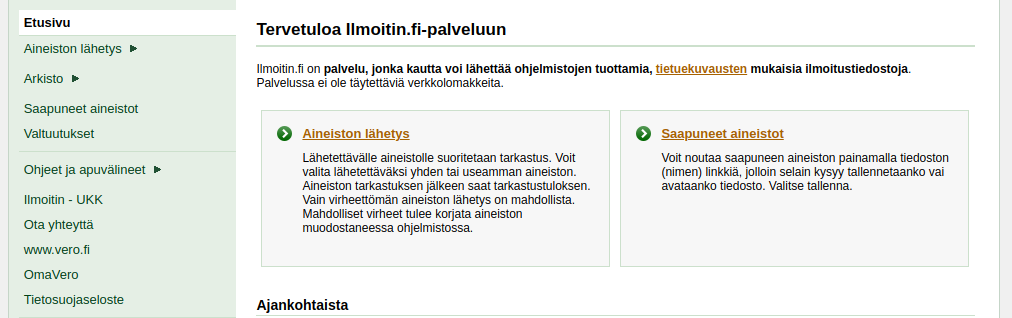 Etusivu
Aineiston lähetys
Arkisto
Saapuneet aineistot
Valtuutukset
Ohjeet ja apuvälineet
Ilmoitin - UKK
Ota yhteyttä
www.vero.fi
OmaVero
Tietosuojaseloste
Tervetuloa Ilmoitin.fi-palveluun
Ilmoitin.fi on palvelu, jonka kautta voi lähettää ohjelmistojen tuottamia, tietuekuvausten mukaisia ilmoitustiedostoja.
Palvelussa ei ole täytettäviä verkkolomakkeita.
Aineiston lähetys
Lähetettävälle aineistolle suoritetaan tarkastus. Voit
valita lähetettäväksi yhden tai useamman aineiston.
Aineiston tarkastuksen jälkeen saat tarkastustuloksen.
Vain virheettömän aineiston lähetys on mahdollista.
Mahdolliset virheet tulee korjata aineiston
muodostaneessa ohjelmistossa.
Saapuneet aineistot
Voit noutaa saapuneen aineiston painamalla tiedoston
(nimen) linkkiä, jolloin selain kysyy tallennetaanko vai
avataanko tiedosto. Valitse tallenna.
Ajankohtaista